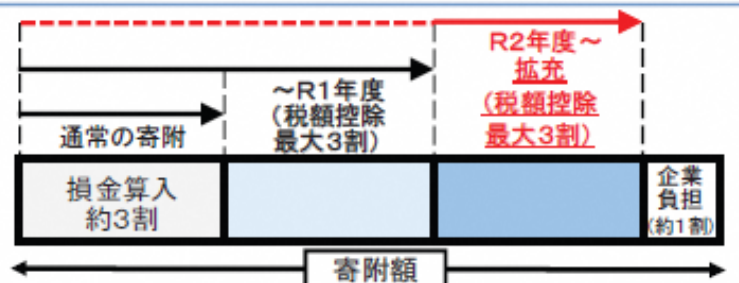 R2年度~
拡充
(税額控除
最大3割)
~R1年度
(税額控除
最大3割)
通常の寄附
損金算入
約3割
企業
負担
(約1割)
寄附額